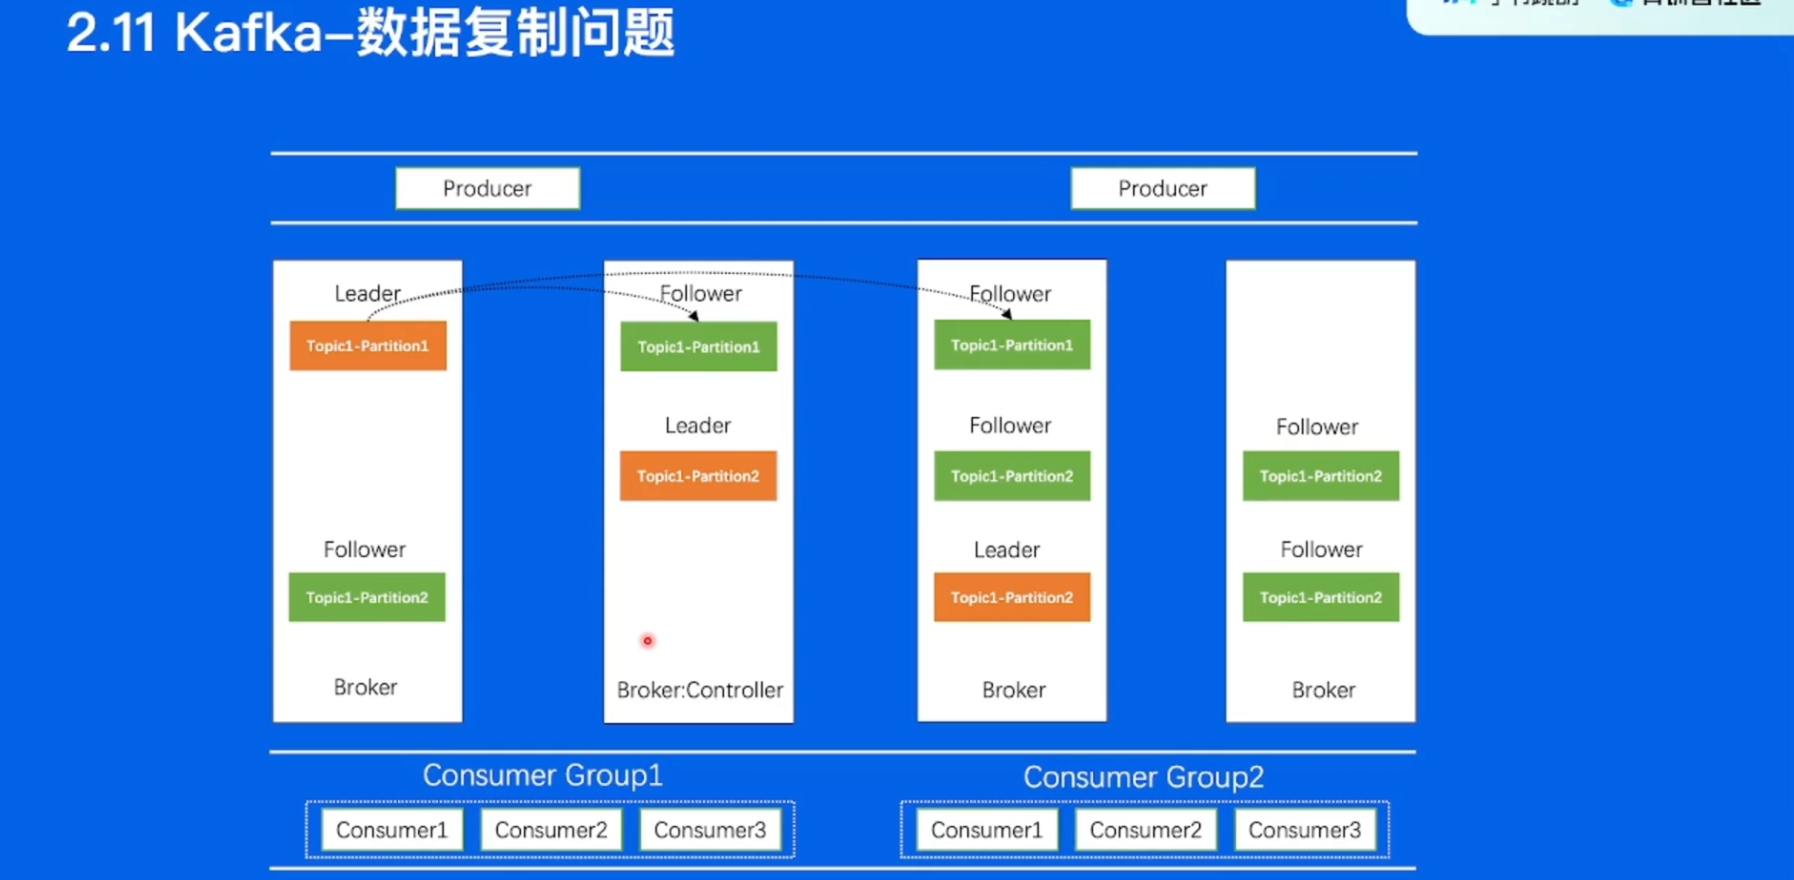 2.11 Kafka–数据复制问题
Producer
Producer
Leader
Follower
Follower
Topic1-Partition1
Topic1-Partition1
Topic1-Partition1
Leader
Follower
Follower
Topic1-Partition2
Topic1-Partition2
Topic1-Partition2
Follower
Leader
Follower
Topic1-Partition2
Topic1-Partition2
Topic1-Partition2
Broker
Broker:Controller
Broker
Broker
Consumer Group1
Consumer Group2
Consumer1
Consumer2
Consumer3
Consumer1
Consumer2
Consumer3